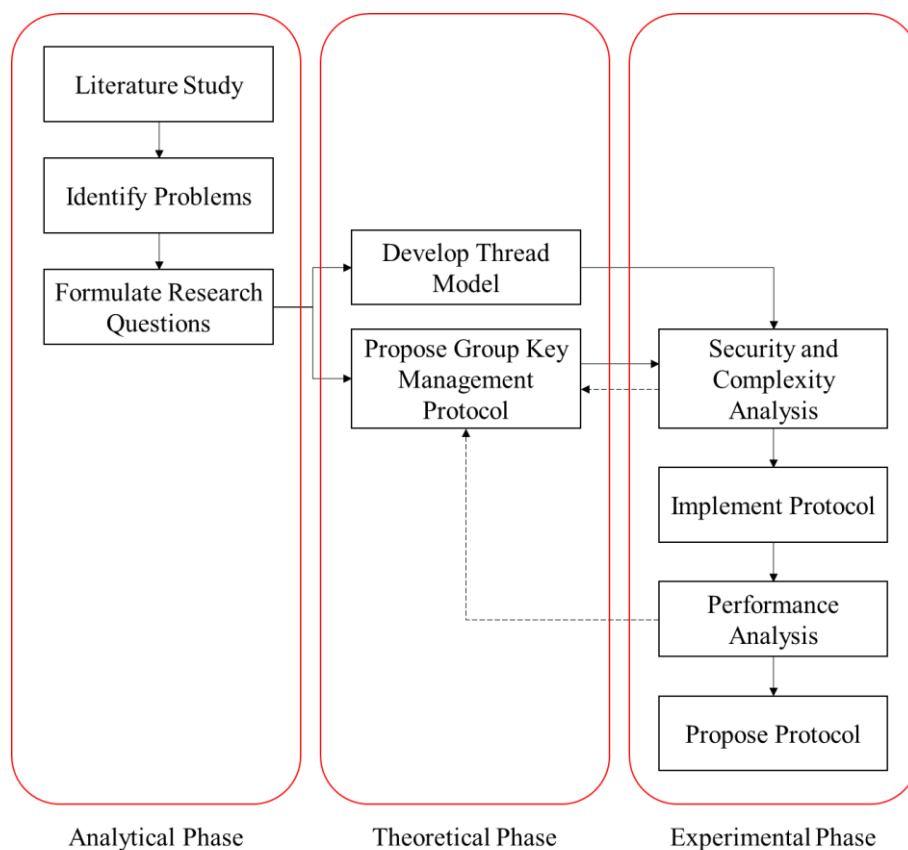 Literature Study
Identify Problems
Formulate Research
Questions
Develop Thread
Model
Propose Group Key
Management
Protocol
Security and
Complexity
Analysis
Implement Protocol
Performance
Analysis
Propose Protocol
Analytical Phase
Theoretical Phase
Experimental Phase